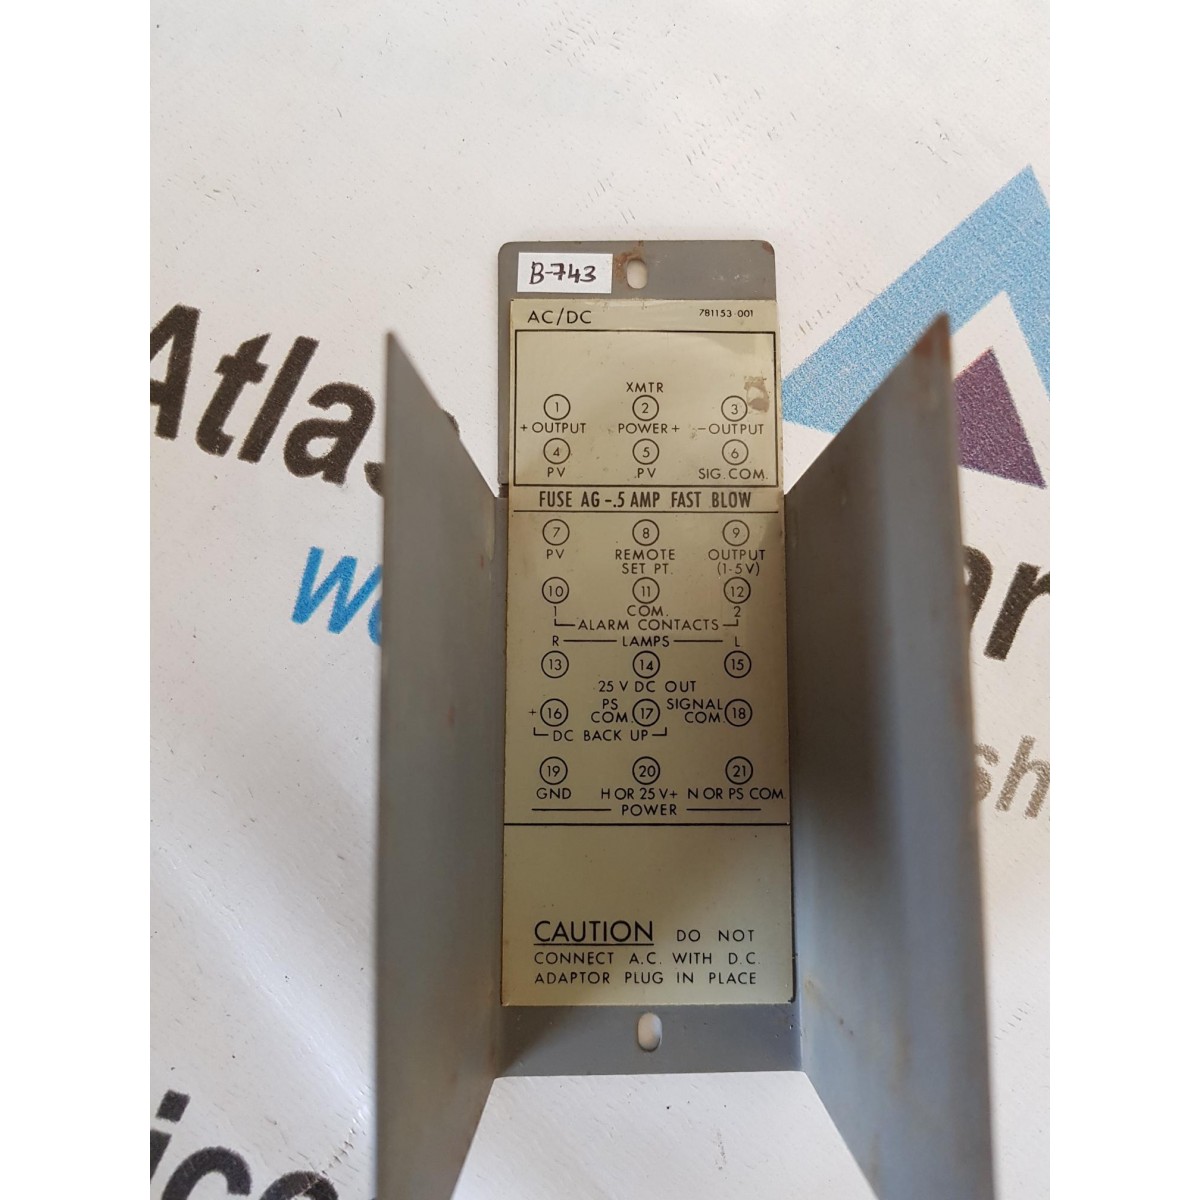 B-743
AC/DC 781153-001
XMTR
1 2 3
+ OUTPUT POWER + - OUTPUT
4 5 6
PV PV SIG. COM.
FUSE AG -.5 AMP FAST BLOW
7 8 9
PV REMOTE OUTPUT
SET PT. (1-5V)
10 11 12
1 COM. 2
ALARM CONTACTS
R LAMPS L
13 14 15
25 V DC OUT
PS SIGNAL
+ 16 COM. 17 COM. 18
DC BACK UP
19 20 21
GND H OR 25 V+ N OR PS COM.
POWER
CAUTION DO NOT
CONNECT A.C. WITH D.C.
ADAPTOR PLUG IN PLACE
Atlas